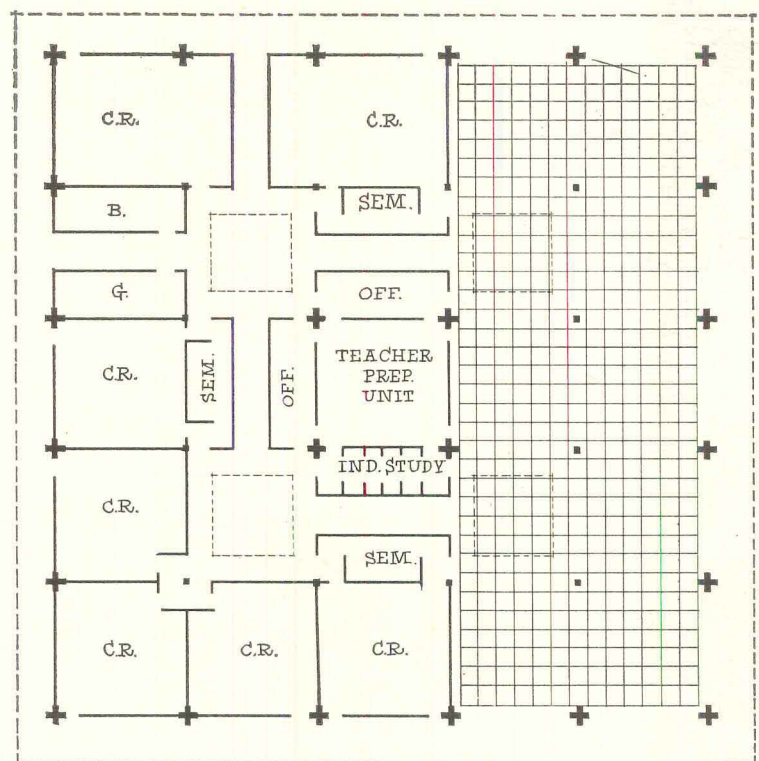 C.R.
C.R.
B.
SEM.
G.
OFF.
C.R.
SEM.
OFF.
TEACHER
PREP.
UNIT
C.R.
IND. STUDY
SEM.
C.R.
C.R.
C.R.